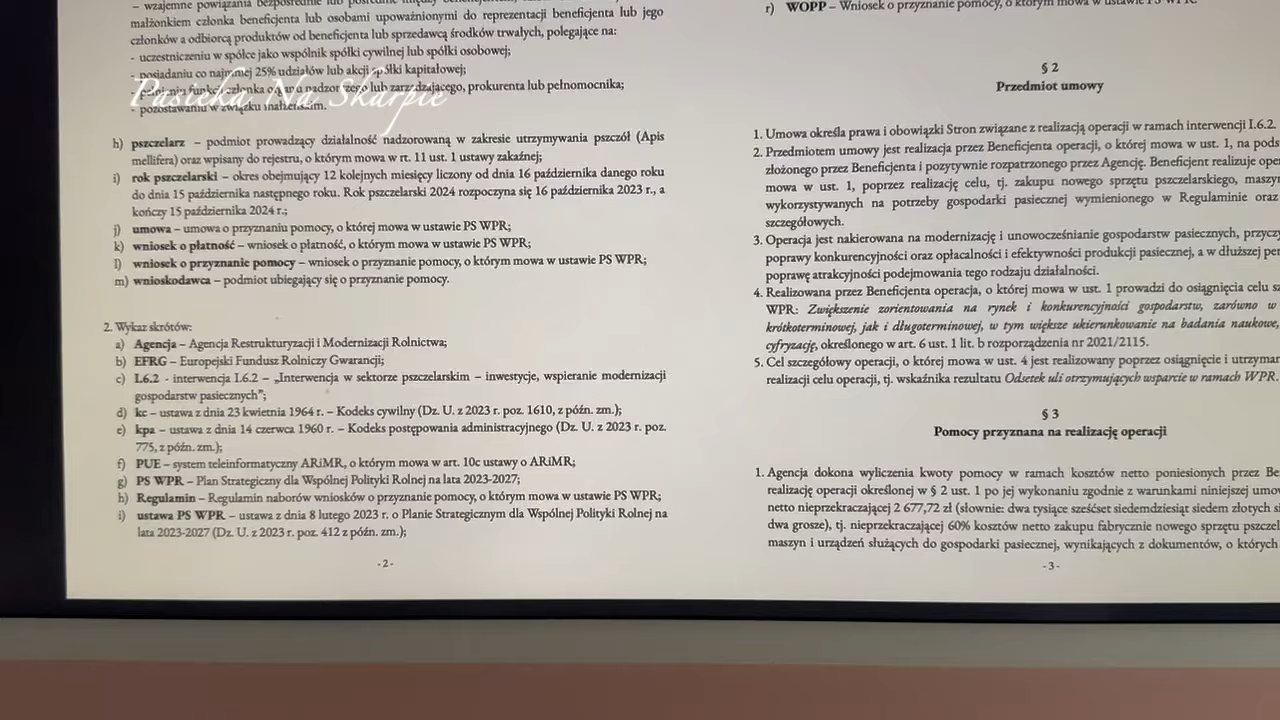 – wzajemne powiązania bezpośrednie lub pośrednie między
małżonkiem członka beneficjenta lub osobami upoważnionymi do reprezentacji beneficjenta lub jego
członków a odbiorcą produktów od beneficjenta lub sprzedawcą środków trwałych, polegające na:
- uczestniczeniu w spółce jako wspólnik spółki cywilnej lub spółki osobowej;
- posiadaniu co najmniej 25% udziałów lub akcji spółki kapitałowej;
funkcji członka organu nadzorczego lub zarządzającego, prokurenta lub pełnomocnika;
- pozostawaniu w związku małżeńskim.
Pasieka Na Skarpie
h) pszczelarz – podmiot prowadzący działalność nadzorowaną w zakresie utrzymywania pszczół (Apis
mellifera) oraz wpisany do rejestru, o którym mowa w rt. 11 ust. 1 ustawy zakaźnej;
i) rok pszczelarski – okres obejmujący 12 kolejnych miesięcy liczony od dnia 16 października danego roku
do dnia 15 października następnego roku. Rok pszczelarski 2024 rozpoczyna się 16 października 2023 r., a
kończy 15 października 2024 r.;
j) umowa – umowa o przyznaniu pomocy, o której mowa w ustawie PS WPR;
k) wniosek o płatność – wniosek o płatność, o którym mowa w ustawie PS WPR;
l) wniosek o przyznanie pomocy – wniosek o przyznanie pomocy, o którym mowa w ustawie PS WPR;
m) wnioskodawca – podmiot ubiegający się o przyznanie pomocy.
2. Wykaz skrótów:
a) Agencja – Agencja Restrukturyzacji i Modernizacji Rolnictwa;
b) EFRG – Europejski Fundusz Rolniczy Gwarancji;
c) I.6.2 - interwencja I.6.2 – „Interwencja w sektorze pszczelarskim – inwestycje, wspieranie modernizacji
gospodarstw pasiecznych”;
d) kc – ustawa z dnia 23 kwietnia 1964 r. – Kodeks cywilny (Dz. U. z 2023 r. poz. 1610, z późn. zm.);
e) kpa – ustawa z dnia 14 czerwca 1960 r. – Kodeks postępowania administracyjnego (Dz. U. z 2023 r. poz.
775, z późn. zm.);
f) PUE – system teleinformatyczny ARiMR, o którym mowa w art. 10c ustawy o ARiMR;
g) PS WPR – Plan Strategiczny dla Wspólnej Polityki Rolnej na lata 2023-2027;
h) Regulamin – Regulamin naborów wniosków o przyznanie pomocy, o którym mowa w ustawie PS WPR;
i) ustawa PS WPR – ustawa z dnia 8 lutego 2023 r. o Planie Strategicznym dla Wspólnej Polityki Rolnej na
lata 2023-2027 (Dz. U. z 2023 r. poz. 412 z późn. zm.);
- 2 -
r) WOPP – Wniosek o przyznanie pomocy, o którym mowa w ustawie PS WPR
§ 2
Przedmiot umowy
1. Umowa określa prawa i obowiązki Stron związane z realizacją operacji w ramach interwencji I.6.2.
2. Przedmiotem umowy jest realizacja przez Beneficjenta operacji, o której mowa w ust. 1, na pods
złożonego przez Beneficjenta i pozytywnie rozpatrzonego przez Agencję. Beneficjent realizuje ope
mowa w ust. 1, poprzez realizację celu, tj. zakupu nowego sprzętu pszczelarskiego, maszy
wykorzystywanych na potrzeby gospodarki pasiecznej wymienionego w Regulaminie oraz
szczegółowych.
3. Operacja jest nakierowana na modernizację i unowocześnianie gospodarstw pasiecznych, przyczy
poprawy konkurencyjności oraz opłacalności i efektywności produkcji pasiecznej, a w dłuższej per
poprawę atrakcyjności podejmowania tego rodzaju działalności.
4. Realizowana przez Beneficjenta operacja, o której mowa w ust. 1 prowadzi do osiągnięcia celu sz
WPR: Zwiększenie zorientowania na rynek i konkurencyjności gospodarstw, zarówno w
krótkoterminowej, jak i długoterminowej, w tym większe ukierunkowanie na badania naukowe,
cyfryzację, określonego w art. 6 ust. 1 lit. b rozporządzenia nr 2021/2115.
5. Cel szczegółowy operacji, o której mowa w ust. 4 jest realizowany poprzez osiągnięcie i utrzymar
realizacji celu operacji, tj. wskaźnika rezultatu Odsetek uli otrzymujących wsparcie w ramach WPR.
§ 3
Pomocy przyznana na realizację operacji
1. Agencja dokona wyliczenia kwoty pomocy w ramach kosztów netto poniesionych przez Be
realizację operacji określonej w § 2 ust. 1 po jej wykonaniu zgodnie z warunkami niniejszej umo
netto nieprzekraczającej 2 677,72 zł (słownie: dwa tysiące sześćset siedemdziesiąt siedem złotych si
dwa grosze), tj. nieprzekraczającej 60% kosztów netto zakupu fabrycznie nowego sprzętu pszczel
maszyn i urządzeń służących do gospodarki pasiecznej, wynikających z dokumentów, o których
- 3 -